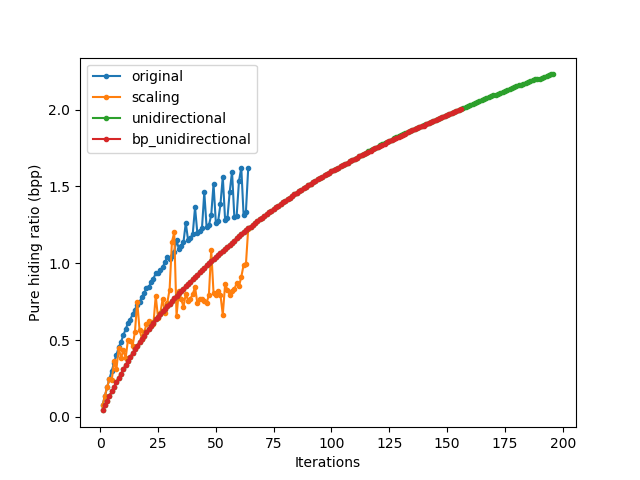 original
scaling
unidirectional
bp_unidirectional
Pure hiding ratio (bpp)
2.0
1.5
1.0
0.5
0.0
0 25 50 75 100 125 150 175 200
Iterations